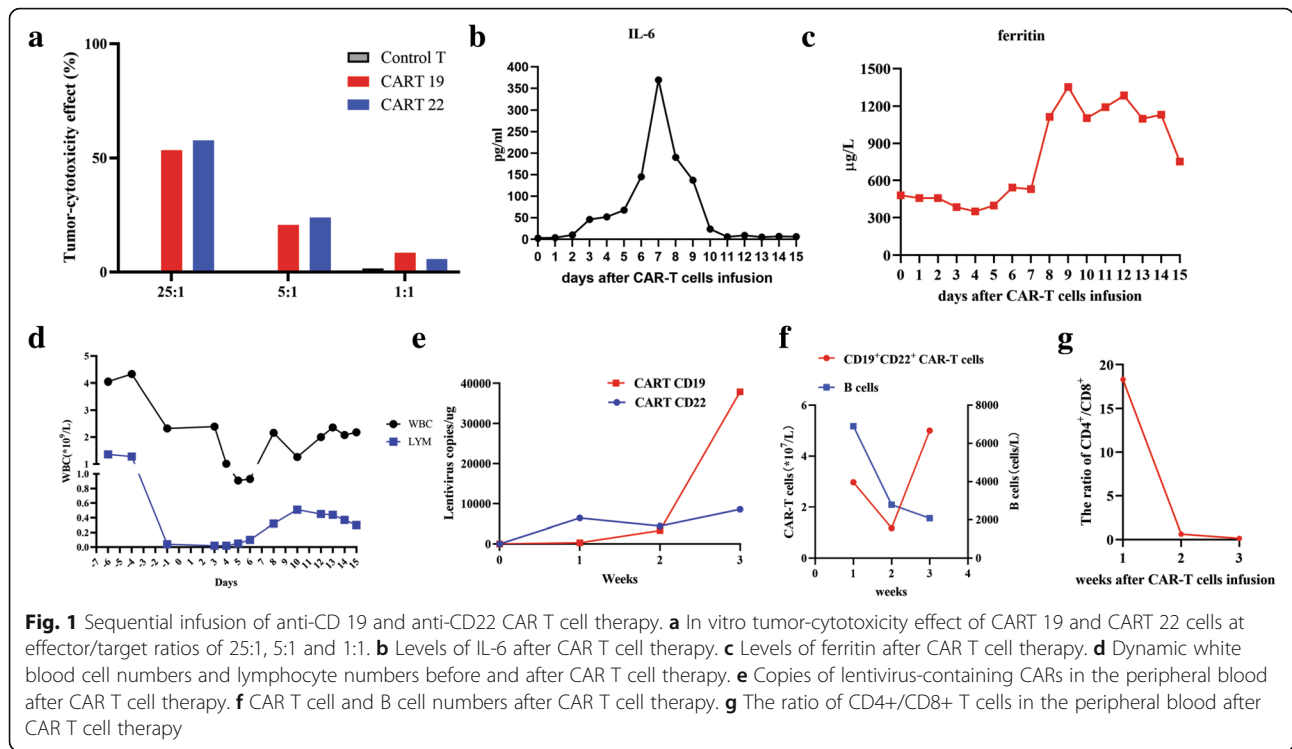 a
Tumor-cytotoxicity effect (%)
100
50
0
Control T
CART 19
CART 22
25:1
5:1
1:1
b
IL-6
pg/ml
400
350
300
250
200
150
100
50
0
0 1 2 3 4 5 6 7 8 9 10 11 12 13 14 15
days after CAR-T cells infusion
c
ferritin
µg/L
1500
1200
900
600
300
0
0 1 2 3 4 5 6 7 8 9 10 11 12 13 14 15
days after CAR-T cells infusion
d
WBC(*10⁹/L)
5
4
3
2
1
1.0
0.8
0.6
0.4
0.2
0.0
WBC
LYM
-7 -6 -5 -4 -3 -2 -1 3 4 5 6 7 8 9 10 11 12 13 14 15
Days
e
Lentivirus copies/ug
40000
30000
20000
10000
0
CART CD19
CART CD22
0 1 2 3
Weeks
f
CD19⁺CD22⁺ CAR-T cells
B cells
CAR-T cells (*10⁷/L)
6
4
2
0
8000
6000
4000
2000
0
B cells (cells/L)
0 1 2 3 4
weeks
g
The ratio of CD4⁺/CD8⁺
20
15
10
5
0
1 2 3
weeks after CAR-T cells infusion
Fig. 1 Sequential infusion of anti-CD 19 and anti-CD22 CAR T cell therapy. a In vitro tumor-cytotoxicity effect of CART 19 and CART 22 cells at
effector/target ratios of 25:1, 5:1 and 1:1. b Levels of IL-6 after CAR T cell therapy. c Levels of ferritin after CAR T cell therapy. d Dynamic white
blood cell numbers and lymphocyte numbers before and after CAR T cell therapy. e Copies of lentivirus-containing CARs in the peripheral blood
after CAR T cell therapy. f CAR T cell and B cell numbers after CAR T cell therapy. g The ratio of CD4+/CD8+ T cells in the peripheral blood after
CAR T cell therapy